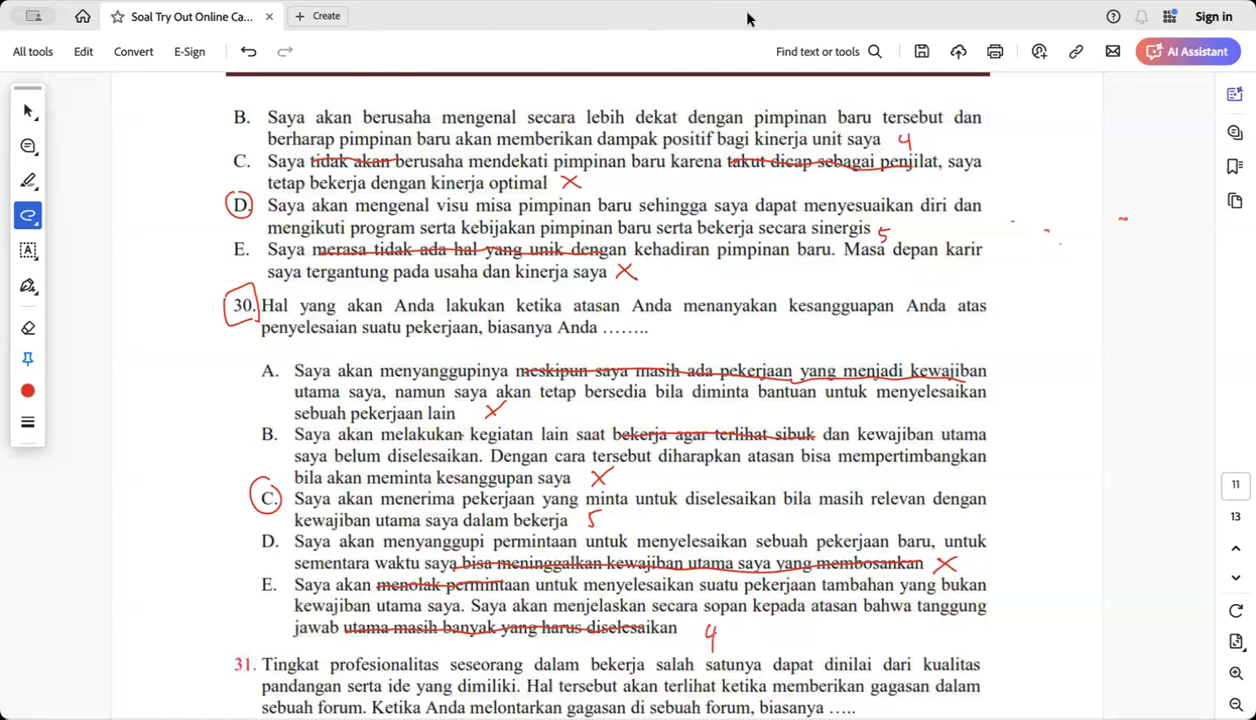 Soal Try Out Online Ca...
Create
Sign in
All tools
Edit
Convert
E-Sign
Find text or tools
AI Assistant
B. Saya akan berusaha mengenal secara lebih dekat dengan pimpinan baru tersebut dan
berharap pimpinan baru akan memberikan dampak positif bagi kinerja unit saya 4
C. Saya tidak akan berusaha mendekati pimpinan baru karena takut dicap sebagai penjilat, saya
tetap bekerja dengan kinerja optimal X
D. Saya akan mengenal visu misa pimpinan baru sehingga saya dapat menyesuaikan diri dan
mengikuti program serta kebijakan pimpinan baru serta bekerja secara sinergis 5
E. Saya merasa tidak ada hal yang unik dengan kehadiran pimpinan baru. Masa depan karir
saya tergantung pada usaha dan kinerja saya X
30. Hal yang akan Anda lakukan ketika atasan Anda menanyakan kesangguapan Anda atas
penyelesaian suatu pekerjaan, biasanya Anda ........
A. Saya akan menyanggupinya meskipun saya masih ada pekerjaan yang menjadi kewajiban
utama saya, namun saya akan tetap bersedia bila diminta bantuan untuk menyelesaikan
sebuah pekerjaan lain X
B. Saya akan melakukan kegiatan lain saat bekerja agar terlihat sibuk dan kewajiban utama
saya belum diselesaikan. Dengan cara tersebut diharapkan atasan bisa mempertimbangkan
bila akan meminta kesanggupan saya X
C. Saya akan menerima pekerjaan yang minta untuk diselesaikan bila masih relevan dengan
kewajiban utama saya dalam bekerja 5
D. Saya akan menyanggupi permintaan untuk menyelesaikan sebuah pekerjaan baru, untuk
sementara waktu saya bisa meninggalkan kewajiban utama saya yang membosankan X
E. Saya akan menolak permintaan untuk menyelesaikan suatu pekerjaan tambahan yang bukan
kewajiban utama saya. Saya akan menjelaskan secara sopan kepada atasan bahwa tanggung
jawab utama masih banyak yang harus diselesaikan 4
31. Tingkat profesionalitas seseorang dalam bekerja salah satunya dapat dinilai dari kualitas
pandangan serta ide yang dimiliki. Hal tersebut akan terlihat ketika memberikan gagasan dalam
sebuah forum. Ketika Anda melontarkan gagasan di sebuah forum, biasanya .....
11
13